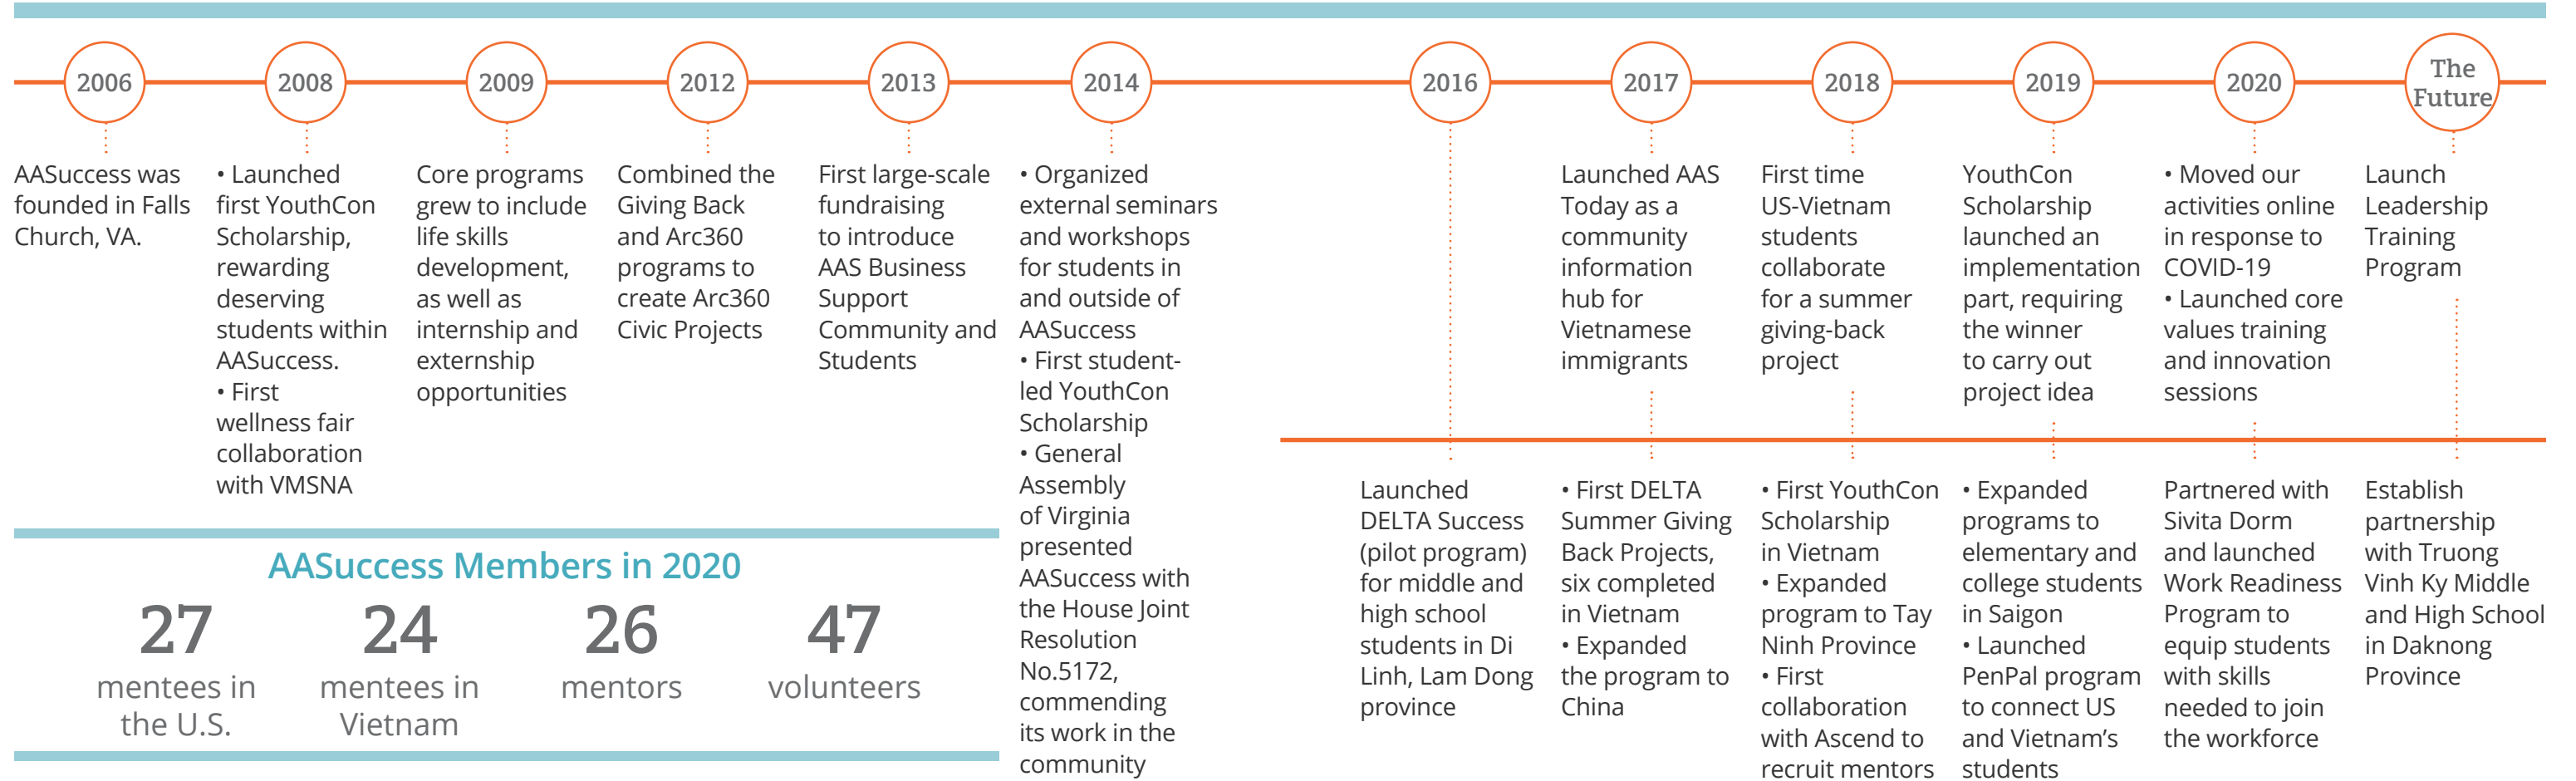 2006
AASuccess was
founded in Falls
Church, VA.
2008
• Launched
first YouthCon
Scholarship,
rewarding
deserving
students within
AASuccess.
• First
wellness fair
collaboration
with VMSNA
2009
Core programs
grew to include
life skills
development,
as well as
internship and
externship
opportunities
2012
Combined the
Giving Back
and Arc360
programs to
create Arc360
Civic Projects
2013
First large-scale
fundraising
to introduce
AAS Business
Support
Community and
Students
2014
• Organized
external seminars
and workshops
for students in
and outside of
AASuccess
• First student-
led YouthCon
Scholarship
• General
Assembly
of Virginia
presented
AASuccess with
the House Joint
Resolution
No.5172,
commending
its work in the
community
2016
Launched
DELTA Success
(pilot program)
for middle and
high school
students in Di
Linh, Lam Dong
province
2017
Launched AAS
Today as a
community
information
hub for
Vietnamese
immigrants
• First DELTA
Summer Giving
Back Projects,
six completed
in Vietnam
• Expanded
the program to
China
2018
First time
US-Vietnam
students
collaborate
for a summer
giving-back
project
• First YouthCon
Scholarship
in Vietnam
• Expanded
program to Tay
Ninh Province
• First
collaboration
with Ascend to
recruit mentors
2019
YouthCon
Scholarship
launched an
implementation
part, requiring
the winner
to carry out
project idea
• Expanded
programs to
elementary and
college students
in Saigon
• Launched
PenPal program
to connect US
and Vietnam’s
students
2020
• Moved our
activities online
in response to
COVID-19
• Launched core
values training
and innovation
sessions
Partnered with
Sivita Dorm
and launched
Work Readiness
Program to
equip students
with skills
needed to join
the workforce
The
Future
Launch
Leadership
Training
Program
Establish
partnership
with Truong
Vinh Ky Middle
and High School
in Daknong
Province
AASuccess Members in 2020
27
mentees in
the U.S.
24
mentees in
Vietnam
26
mentors
47
volunteers